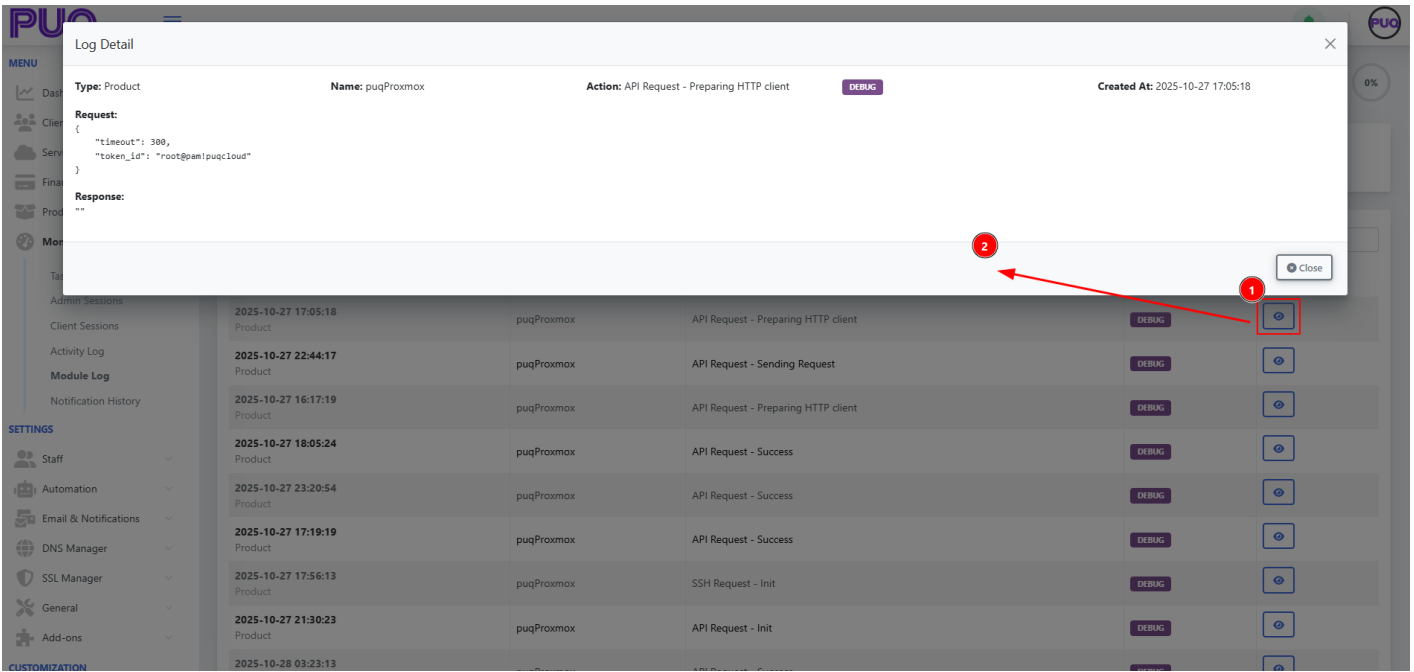 PUQ
PUQ
Log Detail
MENU
Type: Product
Name: puqProxmox
Action: API Request - Preparing HTTP client
DEBUG
Created At: 2025-10-27 17:05:18
0%
Request:
{
"timeout": 300,
"token_id": "root@pam!puqcloud"
}
Response:
""
2
Close
1
Admin Sessions
Client Sessions
Activity Log
Module Log
Notification History
SETTINGS
Staff
Automation
Email & Notifications
DNS Manager
SSL Manager
General
Add-ons
CUSTOMIZATION
2025-10-27 17:05:18
Product
puqProxmox
API Request - Preparing HTTP client
DEBUG
2025-10-27 22:44:17
Product
puqProxmox
API Request - Sending Request
DEBUG
2025-10-27 16:17:19
Product
puqProxmox
API Request - Preparing HTTP client
DEBUG
2025-10-27 18:05:24
Product
puqProxmox
API Request - Success
DEBUG
2025-10-27 23:20:54
Product
puqProxmox
API Request - Success
DEBUG
2025-10-27 17:19:19
Product
puqProxmox
API Request - Success
DEBUG
2025-10-27 17:56:13
Product
puqProxmox
SSH Request - Init
DEBUG
2025-10-27 21:30:23
Product
puqProxmox
API Request - Init
DEBUG
2025-10-28 03:23:13